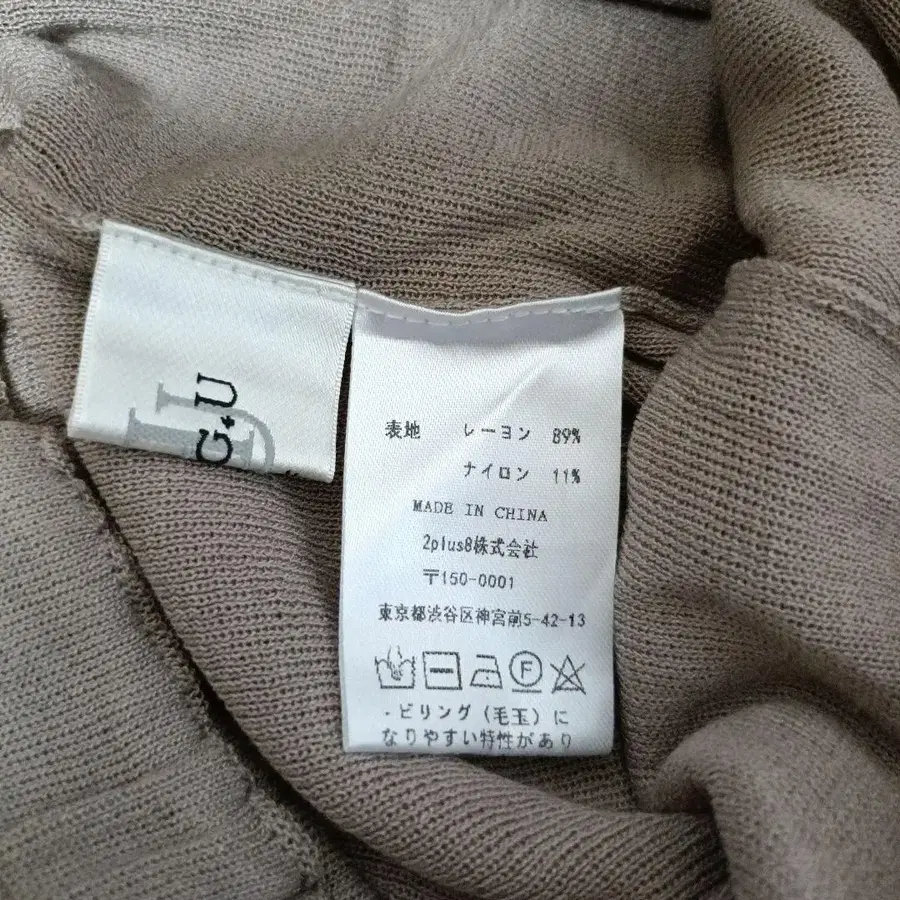 G+U
表地 レーヨン 89%
ナイロン 11%
MADE IN CHINA
2plus8株式会社
〒150-0001
東京都渋谷区神宮前5-42-13
F
・ピリング(毛玉)に
なりやすい特性があり